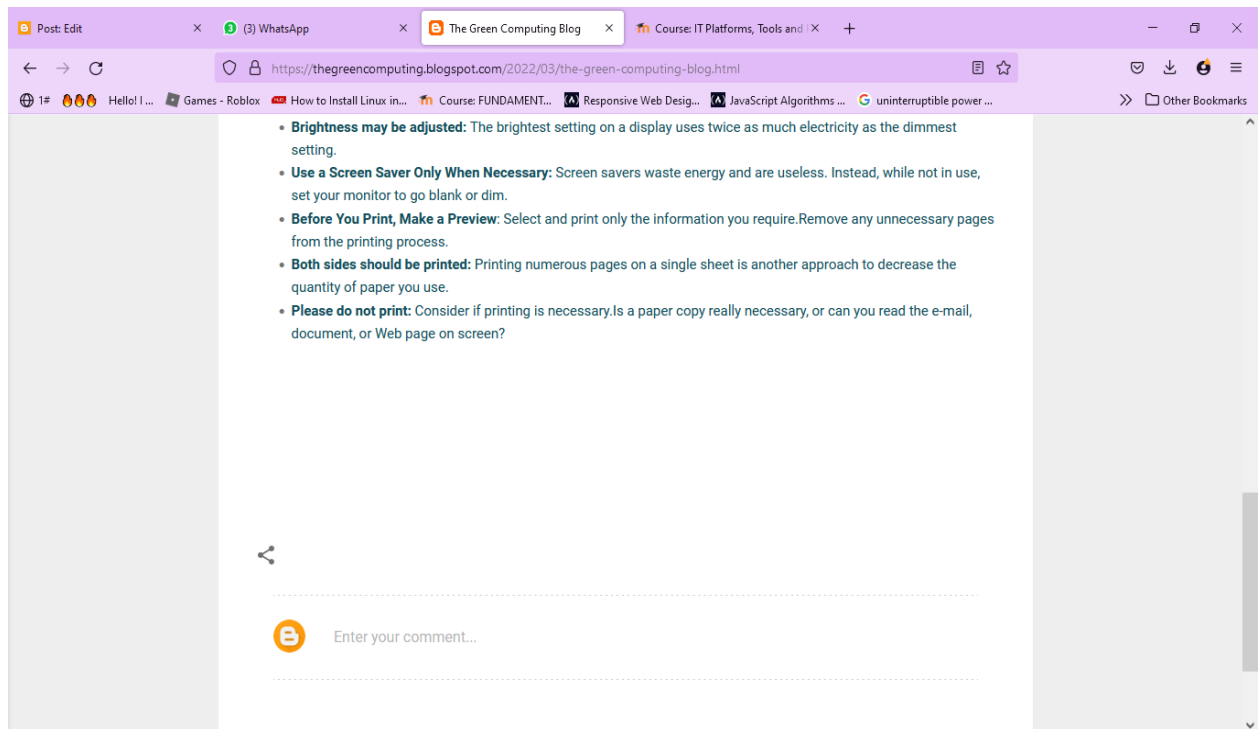 Post: Edit
3 (3) WhatsApp
The Green Computing Blog
Course: IT Platforms, Tools and
https://thegreencomputing.blogspot.com/2022/03/the-green-computing-blog.html
1# Hello! I ... Games - Roblox How to Install Linux in... Course: FUNDAMENT... Responsive Web Desig... JavaScript Algorithms ... uninterruptible power ... Other Bookmarks
• Brightness may be adjusted: The brightest setting on a display uses twice as much electricity as the dimmest
setting.
• Use a Screen Saver Only When Necessary: Screen savers waste energy and are useless. Instead, while not in use,
set your monitor to go blank or dim.
• Before You Print, Make a Preview: Select and print only the information you require.Remove any unnecessary pages
from the printing process.
• Both sides should be printed: Printing numerous pages on a single sheet is another approach to decrease the
quantity of paper you use.
• Please do not print: Consider if printing is necessary.Is a paper copy really necessary, or can you read the e-mail,
document, or Web page on screen?
Enter your comment...